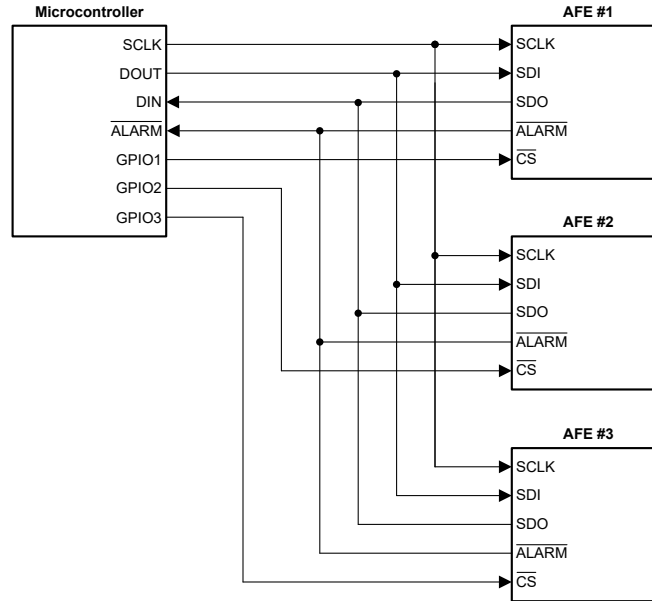 Microcontroller
SCLK
DOUT
DIN
ALARM
GPIO1
GPIO2
GPIO3
AFE #1
SCLK
SDI
SDO
ALARM
CS
AFE #2
SCLK
SDI
SDO
ALARM
CS
AFE #3
SCLK
SDI
SDO
ALARM
CS